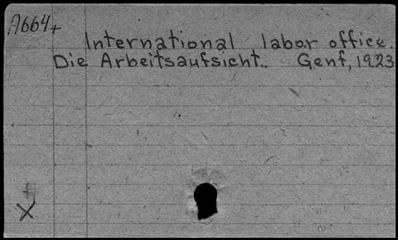 A664+
International labor office.
Die Arbeitsaufsicht.. Genf, 1923
+
X